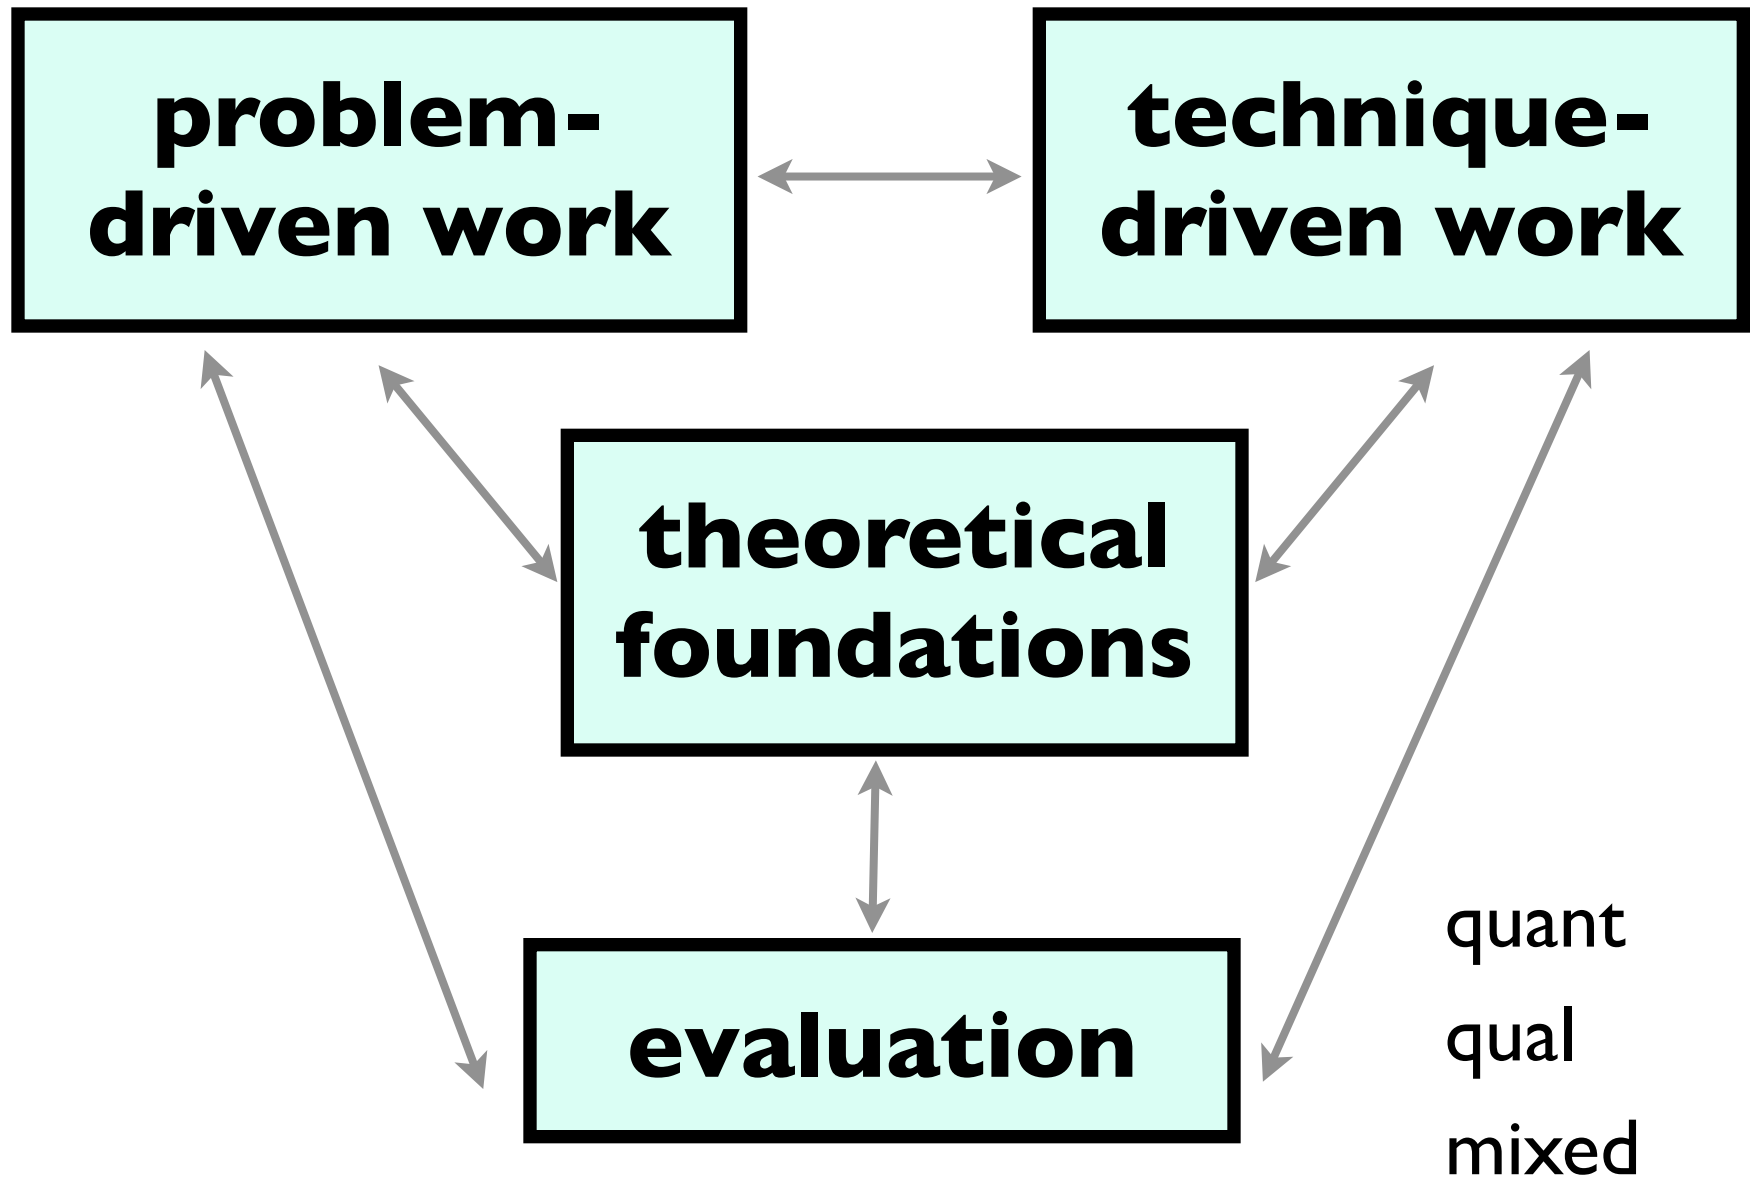 problem-
driven work
technique-
driven work
theoretical
foundations
evaluation
quant
qual
mixed